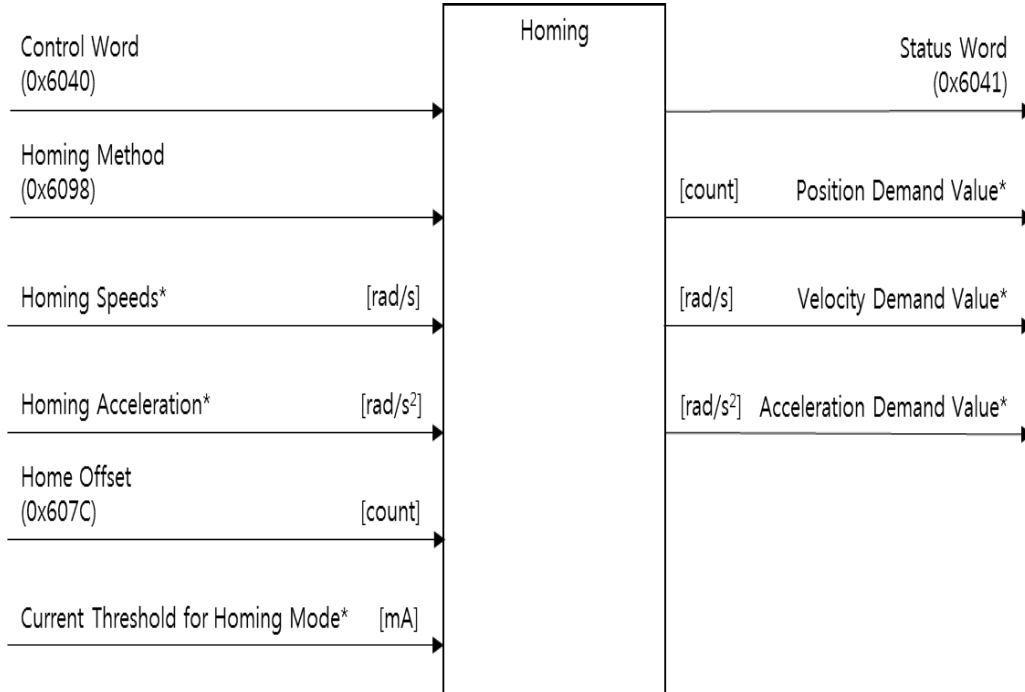 Homing
Control Word
(0x6040)
Homing Method
(0x6098)
Homing Speeds* [rad/s]
Homing Acceleration* [rad/s²]
Home Offset
(0x607C) [count]
Current Threshold for Homing Mode* [mA]
Status Word
(0x6041)
[count] Position Demand Value*
[rad/s] Velocity Demand Value*
[rad/s²] Acceleration Demand Value*